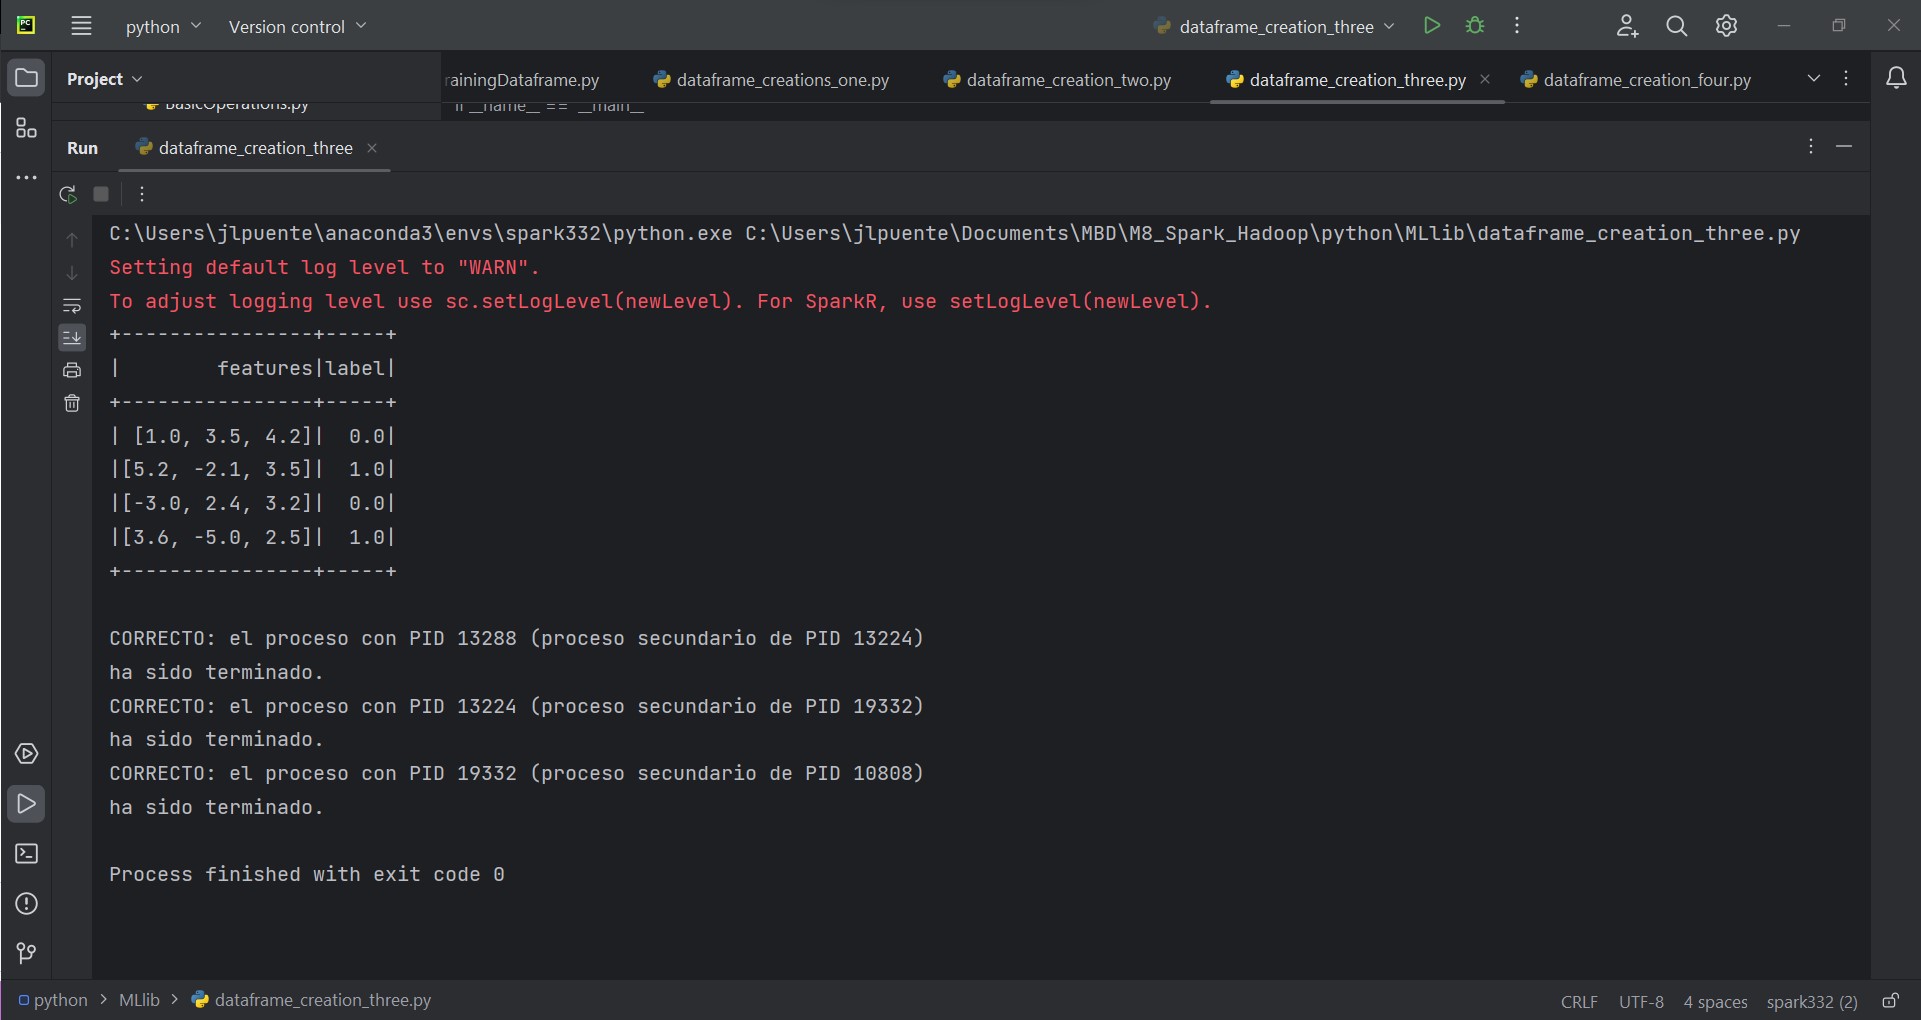 PC
python
Version control
dataframe_creation_three
Project
rainingDataframe.py
dataframe_creations_one.py
dataframe_creation_two.py
dataframe_creation_three.py
dataframe_creation_four.py
BasicOperations.py
if __name__ == '__main__'
Run
dataframe_creation_three
C:\Users\jlpuente\anaconda3\envs\spark332\python.exe C:\Users\jlpuente\Documents\MBD\M8_Spark_Hadoop\python\MLlib\dataframe_creation_three.py
Setting default log level to "WARN".
To adjust logging level use sc.setLogLevel(newLevel). For SparkR, use setLogLevel(newLevel).
+----------------+-----+
|        features|label|
+----------------+-----+
| [1.0, 3.5, 4.2]|  0.0|
|[5.2, -2.1, 3.5]|  1.0|
|[-3.0, 2.4, 3.2]|  0.0|
|[3.6, -5.0, 2.5]|  1.0|
+----------------+-----+
CORRECTO: el proceso con PID 13288 (proceso secundario de PID 13224)
ha sido terminado.
CORRECTO: el proceso con PID 13224 (proceso secundario de PID 19332)
ha sido terminado.
CORRECTO: el proceso con PID 19332 (proceso secundario de PID 10808)
ha sido terminado.
Process finished with exit code 0
python > MLlib > dataframe_creation_three.py
CRLF UTF-8 4 spaces spark332 (2)